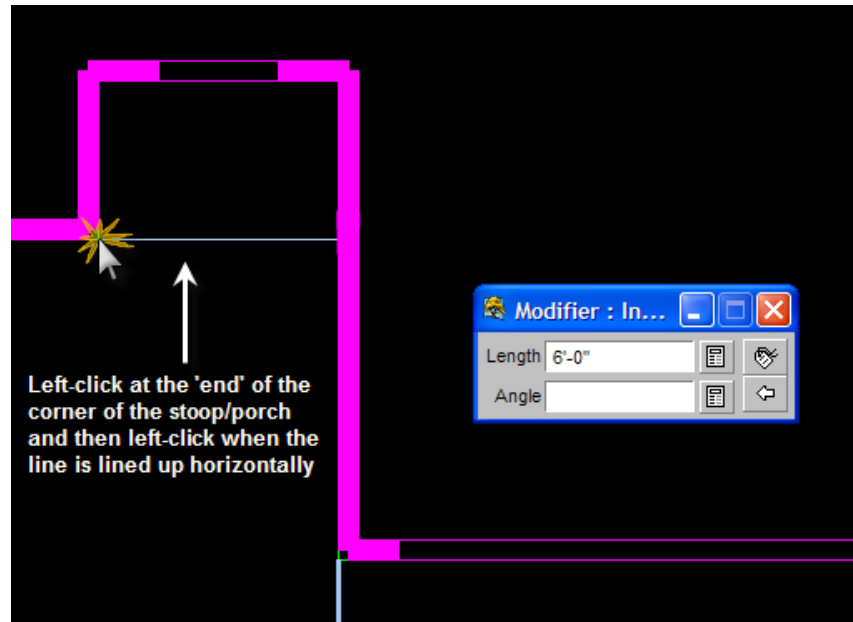 Modifier : In...
Length 6'-0"
Angle
Left-click at the 'end' of the
corner of the stoop/porch
and then left-click when the
line is lined up horizontally